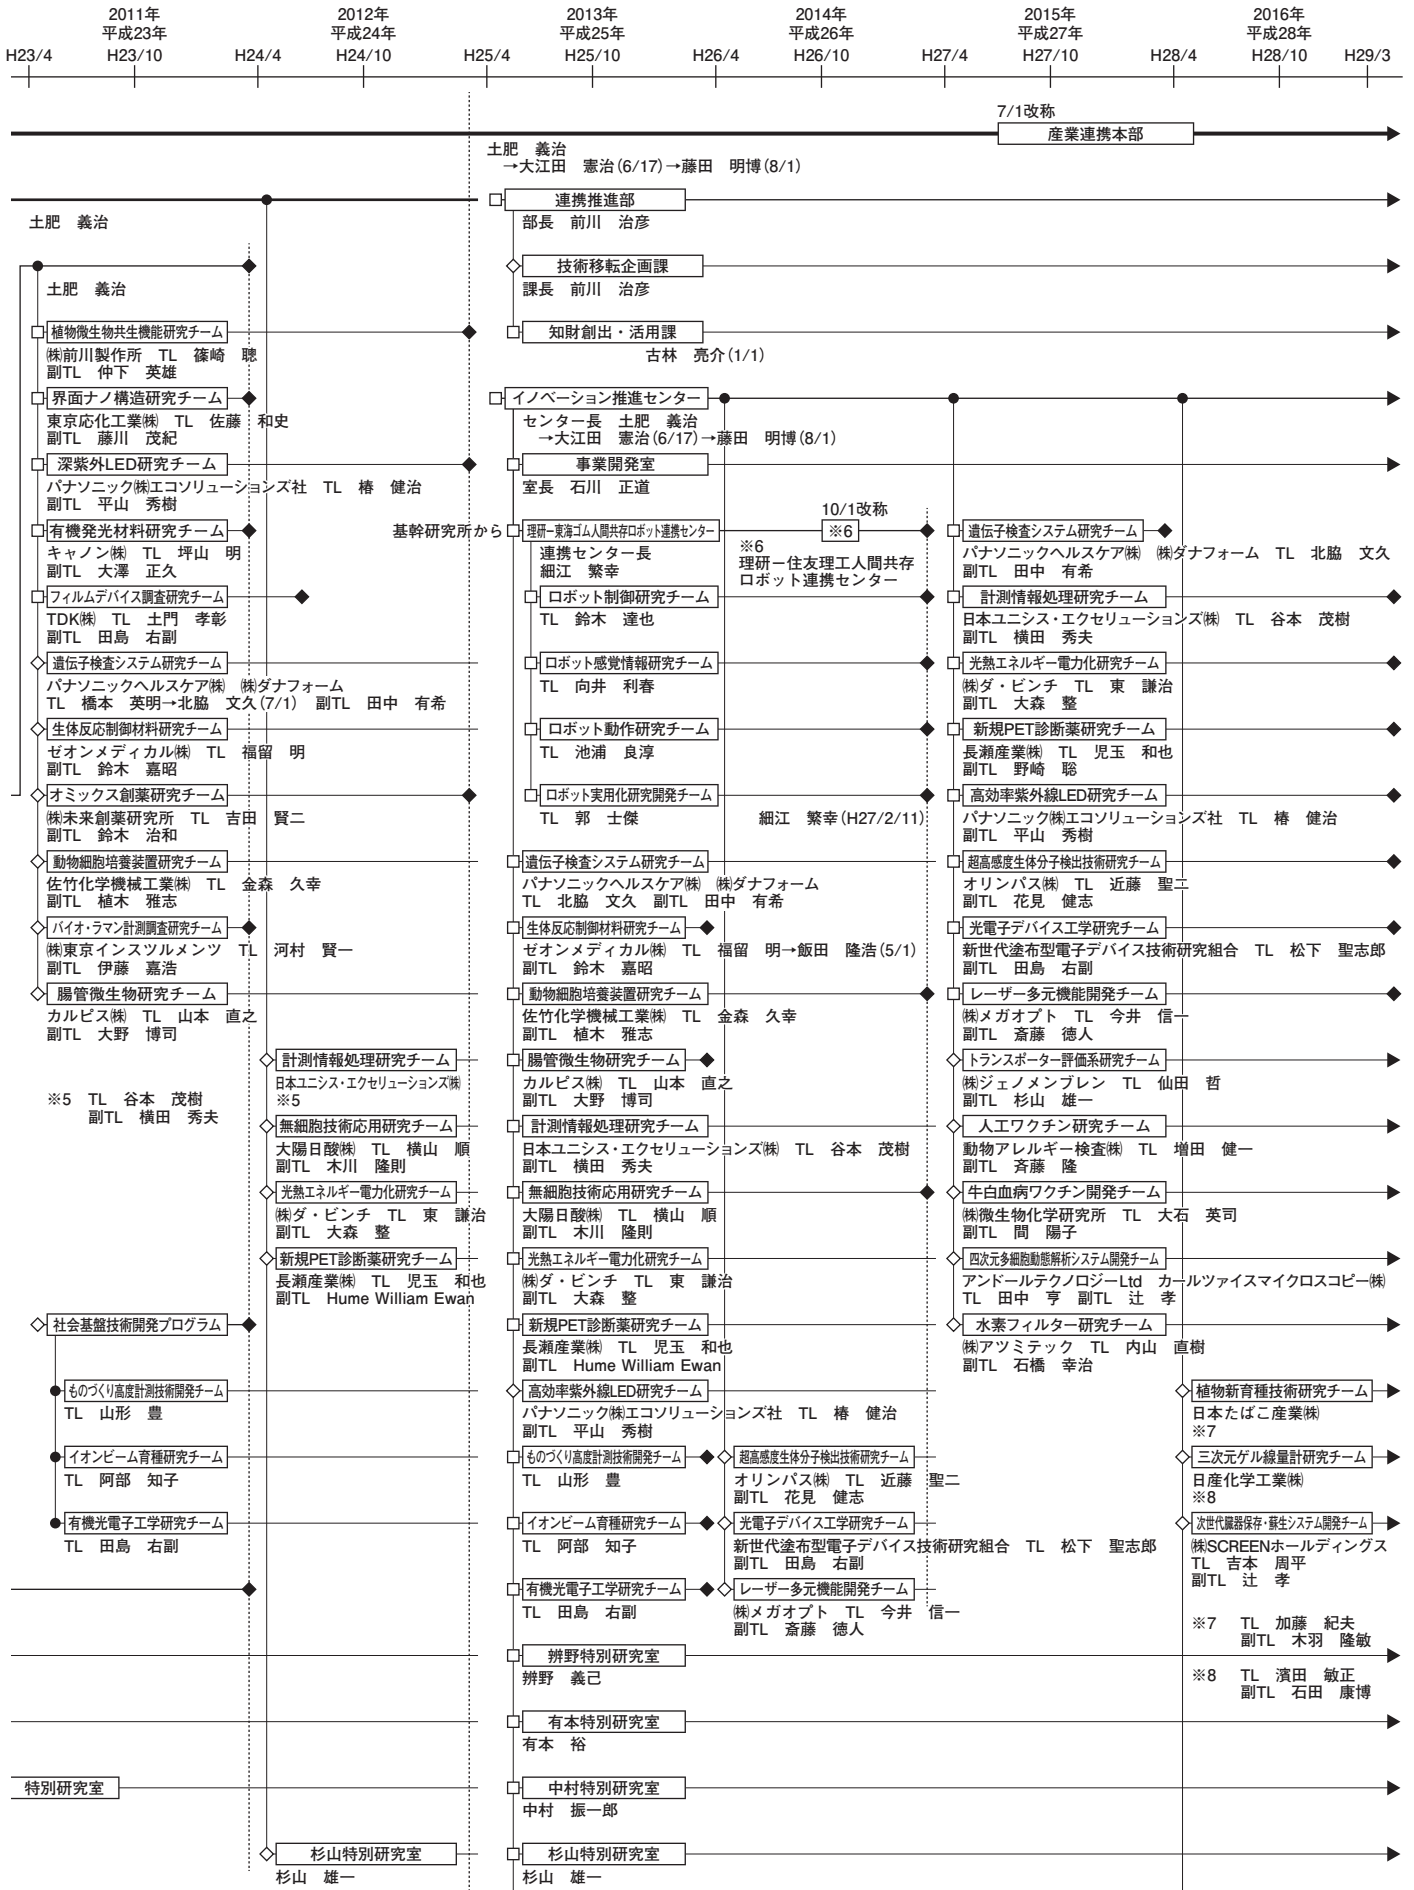 2011年
平成23年
2012年
平成24年
2013年
平成25年
2014年
平成26年
2015年
平成27年
2016年
平成28年
H23/4 H23/10 H24/4 H24/10 H25/4 H25/10 H26/4 H26/10 H27/4 H27/10 H28/4 H28/10 H29/3
7/1改称
産業連携本部
土肥 義治
→大江田 憲治(6/17)→藤田 明博(8/1)
土肥 義治
土肥 義治
植物微生物共生機能研究チーム
㈱前川製作所 TL 篠崎 聰
副TL 仲下 英雄
界面ナノ構造研究チーム
東京応化工業㈱ TL 佐藤 和史
副TL 藤川 茂紀
深紫外LED研究チーム
パナソニック㈱エコソリューションズ社 TL 椿 健治
副TL 平山 秀樹
有機発光材料研究チーム
キャノン㈱ TL 坪山 明
副TL 大澤 正久
フィルムデバイス調査研究チーム
TDK㈱ TL 土門 孝彰
副TL 田島 右副
遺伝子検査システム研究チーム
パナソニックヘルスケア㈱ ㈱ダナフォーム
TL 橋本 英明→北脇 文久(7/1) 副TL 田中 有希
生体反応制御材料研究チーム
ゼオンメディカル㈱ TL 福留 明
副TL 鈴木 嘉昭
オミックス創薬研究チーム
㈱未来創薬研究所 TL 吉田 賢二
副TL 鈴木 治和
動物細胞培養装置研究チーム
佐竹化学機械工業㈱ TL 金森 久幸
副TL 植木 雅志
バイオ・ラマン計測調査研究チーム
㈱東京インスツルメンツ TL 河村 賢一
副TL 伊藤 嘉浩
腸管微生物研究チーム
カルピス㈱ TL 山本 直之
副TL 大野 博司
※5 TL 谷本 茂樹
副TL 横田 秀夫
社会基盤技術開発プログラム
ものづくり高度計測技術開発チーム
TL 山形 豊
イオンビーム育種研究チーム
TL 阿部 知子
有機光電子工学研究チーム
TL 田島 右副
特別研究室
計測情報処理研究チーム
日本ユニシス・エクセリューションズ㈱
※5
無細胞技術応用研究チーム
大陽日酸㈱ TL 横山 順
副TL 木川 隆則
光熱エネルギー電力化研究チーム
㈱ダ・ビンチ TL 東 謙治
副TL 大森 整
新規PET診断薬研究チーム
長瀬産業㈱ TL 児玉 和也
副TL Hume William Ewan
杉山特別研究室
杉山 雄一
連携推進部
部長 前川 治彦
技術移転企画課
課長 前川 治彦
知財創出・活用課
古林 亮介(1/1)
イノベーション推進センター
センター長 土肥 義治
→大江田 憲治(6/17)→藤田 明博(8/1)
事業開発室
室長 石川 正道
基幹研究所から
理研ー東海ゴム人間共存ロボット連携センター
連携センター長
細江 繁幸
10/1改称
※6
※6
理研ー住友理工人間共存
ロボット連携センター
ロボット制御研究チーム
TL 鈴木 達也
ロボット感覚情報研究チーム
TL 向井 利春
ロボット動作研究チーム
TL 池浦 良淳
ロボット実用化研究開発チーム
TL 郭 士傑
細江 繁幸(H27/2/11)
遺伝子検査システム研究チーム
パナソニックヘルスケア㈱ ㈱ダナフォーム
TL 北脇 文久 副TL 田中 有希
生体反応制御材料研究チーム
ゼオンメディカル㈱ TL 福留 明→飯田 隆浩(5/1)
副TL 鈴木 嘉昭
動物細胞培養装置研究チーム
佐竹化学機械工業㈱ TL 金森 久幸
副TL 植木 雅志
腸管微生物研究チーム
カルピス㈱ TL 山本 直之
副TL 大野 博司
計測情報処理研究チーム
日本ユニシス・エクセリューションズ㈱ TL 谷本 茂樹
副TL 横田 秀夫
無細胞技術応用研究チーム
大陽日酸㈱ TL 横山 順
副TL 木川 隆則
光熱エネルギー電力化研究チーム
㈱ダ・ビンチ TL 東 謙治
副TL 大森 整
新規PET診断薬研究チーム
長瀬産業㈱ TL 児玉 和也
副TL Hume William Ewan
高効率紫外線LED研究チーム
パナソニック㈱エコソリューションズ社 TL 椿 健治
副TL 平山 秀樹
ものづくり高度計測技術開発チーム
TL 山形 豊
イオンビーム育種研究チーム
TL 阿部 知子
有機光電子工学研究チーム
TL 田島 右副
辨野特別研究室
辨野 義己
有本特別研究室
有本 裕
中村特別研究室
中村 振一郎
杉山特別研究室
杉山 雄一
超高感度生体分子検出技術研究チーム
オリンパス㈱ TL 近藤 聖二
副TL 花見 健志
光電子デバイス工学研究チーム
新世代塗布型電子デバイス技術研究組合 TL 松下 聖志郎
副TL 田島 右副
レーザー多元機能開発チーム
㈱メガオプト TL 今井 信一
副TL 斎藤 徳人
遺伝子検査システム研究チーム
パナソニックヘルスケア㈱ ㈱ダナフォーム TL 北脇 文久
副TL 田中 有希
計測情報処理研究チーム
日本ユニシス・エクセリューションズ㈱ TL 谷本 茂樹
副TL 横田 秀夫
光熱エネルギー電力化研究チーム
㈱ダ・ビンチ TL 東 謙治
副TL 大森 整
新規PET診断薬研究チーム
長瀬産業㈱ TL 児玉 和也
副TL 野崎 聡
高効率紫外線LED研究チーム
パナソニック㈱エコソリューションズ社 TL 椿 健治
副TL 平山 秀樹
超高感度生体分子検出技術研究チーム
オリンパス㈱ TL 近藤 聖二
副TL 花見 健志
光電子デバイス工学研究チーム
新世代塗布型電子デバイス技術研究組合 TL 松下 聖志郎
副TL 田島 右副
レーザー多元機能開発チーム
㈱メガオプト TL 今井 信一
副TL 斎藤 徳人
トランスポーター評価系研究チーム
㈱ジェノメンブレン TL 仙田 哲
副TL 杉山 雄一
人工ワクチン研究チーム
動物アレルギー検査㈱ TL 増田 健一
副TL 斉藤 隆
牛白血病ワクチン開発チーム
㈱微生物化学研究所 TL 大石 英司
副TL 間 陽子
四次元多細胞動態解析システム開発チーム
アンドールテクノロジーLtd カールツァイスマイクロスコピー㈱
TL 田中 亨 副TL 辻 孝
水素フィルター研究チーム
㈱アツミテック TL 内山 直樹
副TL 石橋 幸治
植物新育種技術研究チーム
日本たばこ産業㈱
※7
三次元ゲル線量計研究チーム
日産化学工業㈱
※8
次世代臓器保存・蘇生システム開発チーム
㈱SCREENホールディングス
TL 吉本 周平
副TL 辻 孝
※7 TL 加藤 紀夫
副TL 木羽 隆敏
※8 TL 濱田 敏正
副TL 石田 康博